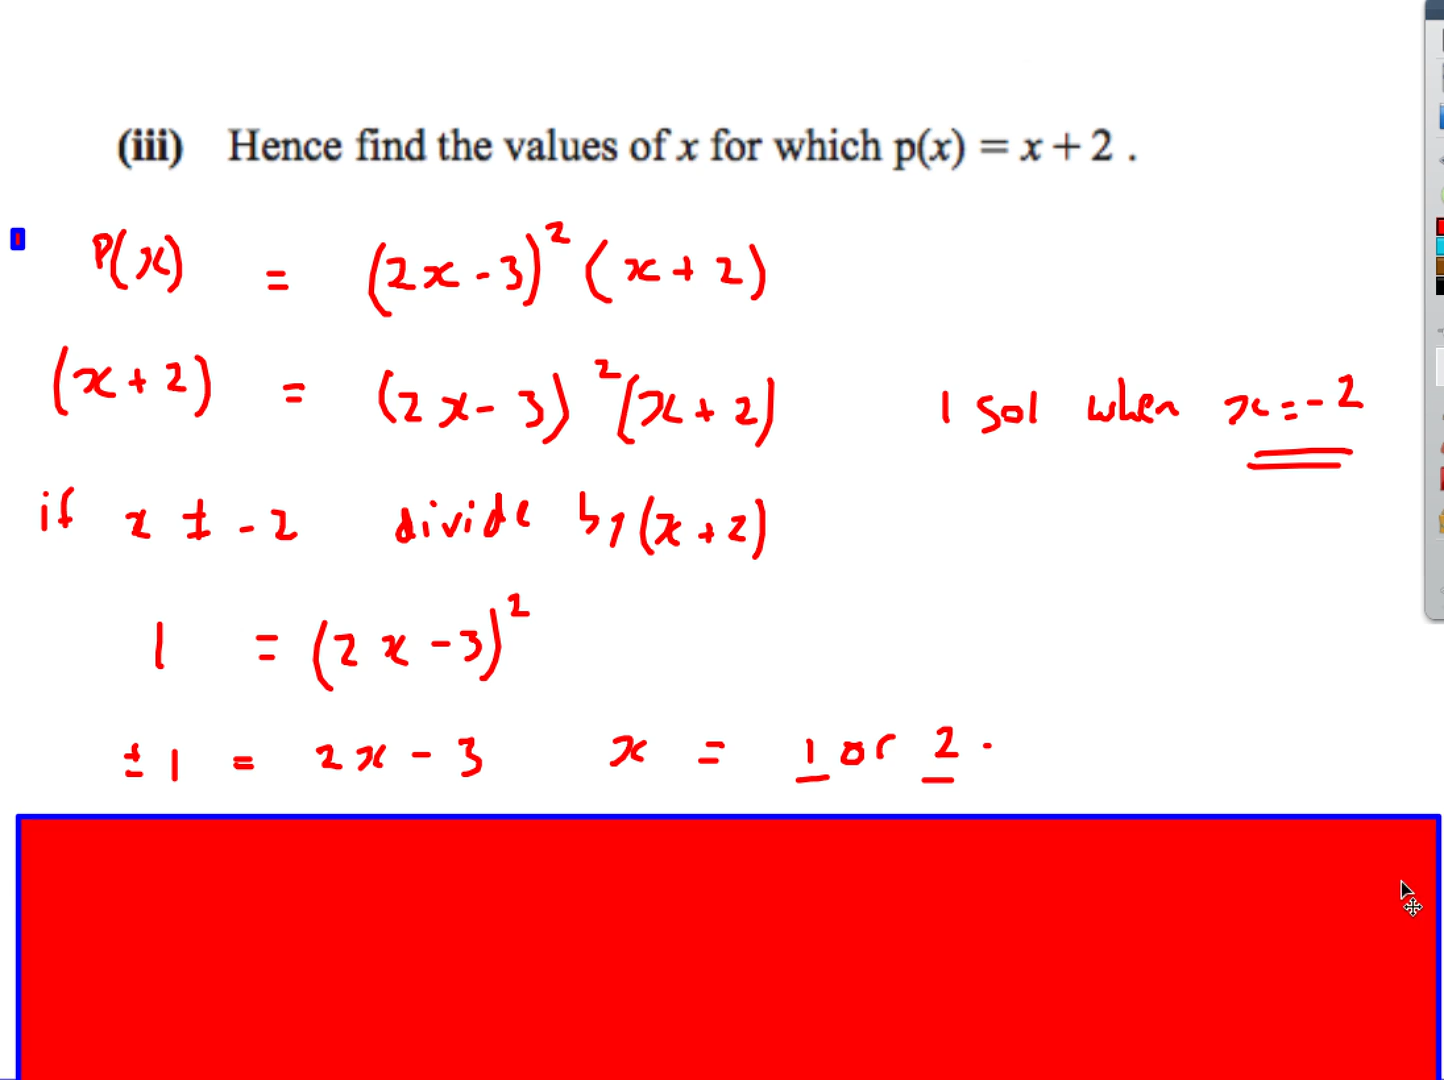 (iii) Hence find the values of x for which p(x) = x + 2 .
P(x) = (2x - 3)² (x + 2)
(x + 2) = (2x - 3)² (x + 2) 1 sol when x = -2
if x ≠ -2 divide by (x + 2)
1 = (2x - 3)²
± 1 = 2x - 3 x = 1 or 2 .